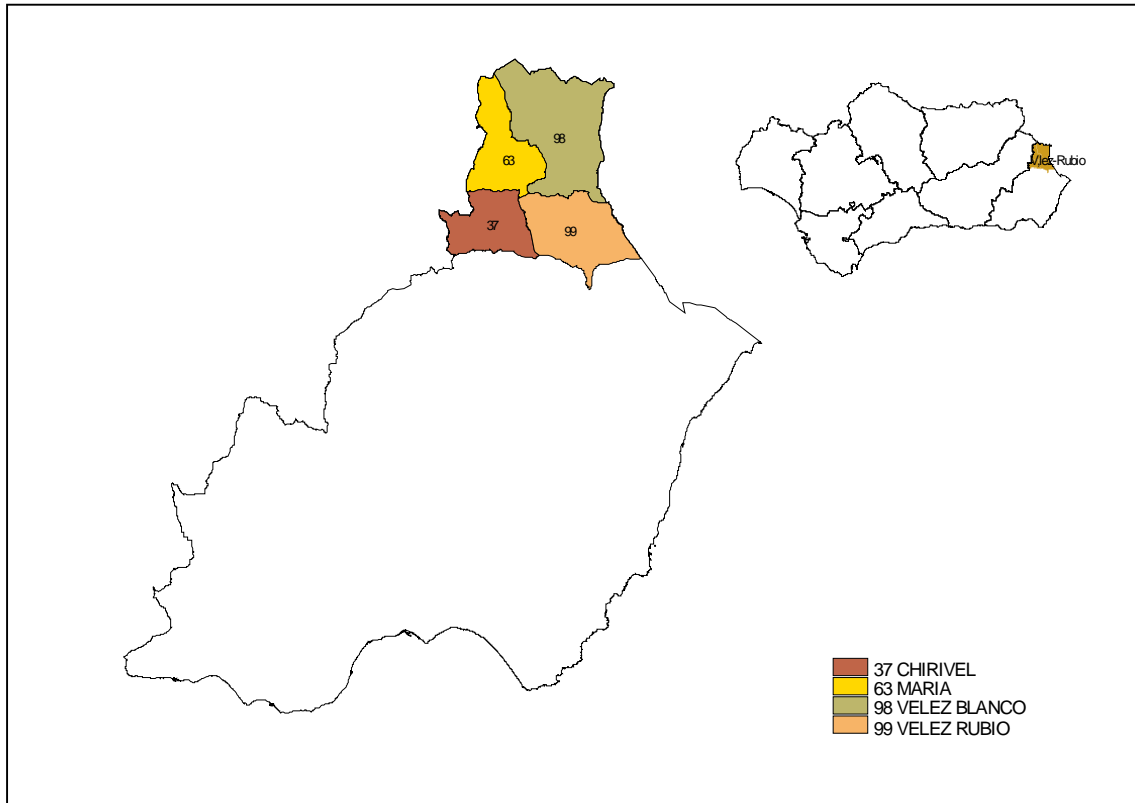 98
63
Vlez-Rubio
37
99
37 CHIRIVEL
63 MARIA
98 VELEZ BLANCO
99 VELEZ RUBIO